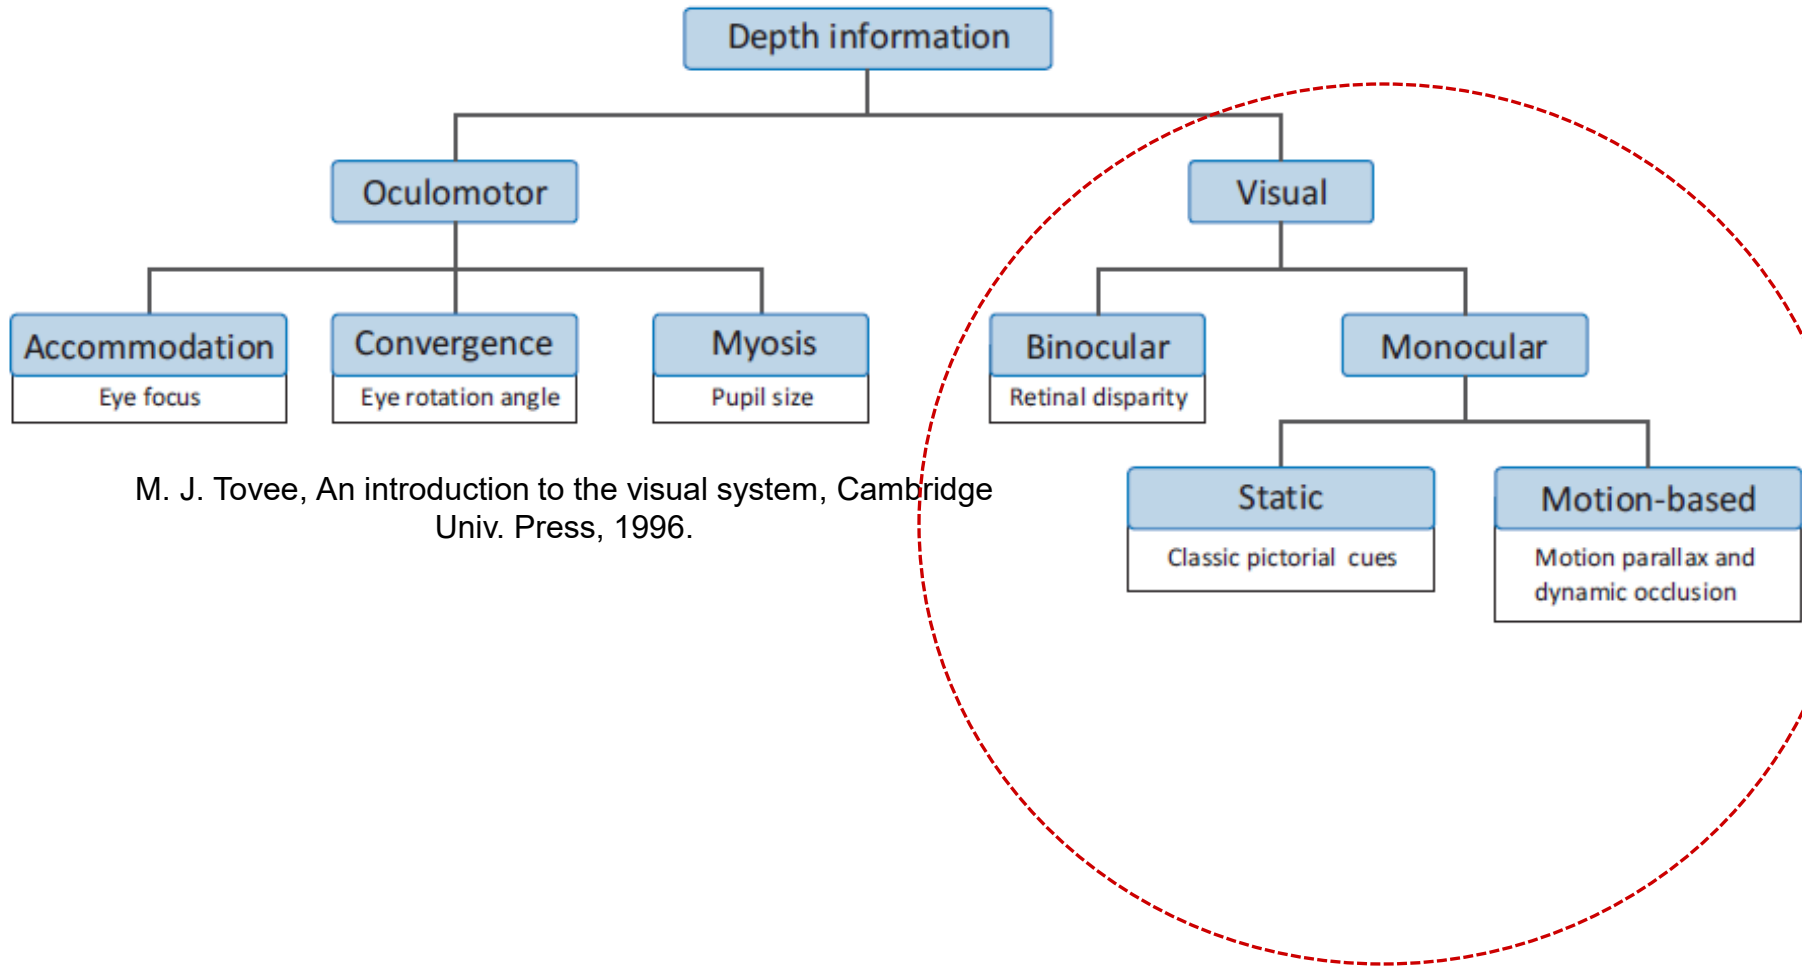 Depth information
Oculomotor
Visual
Accommodation
Eye focus
Convergence
Eye rotation angle
Myosis
Pupil size
Binocular
Retinal disparity
Monocular
M. J. Tovee, An introduction to the visual system, Cambridge
Univ. Press, 1996.
Static
Classic pictorial cues
Motion-based
Motion parallax and
dynamic occlusion